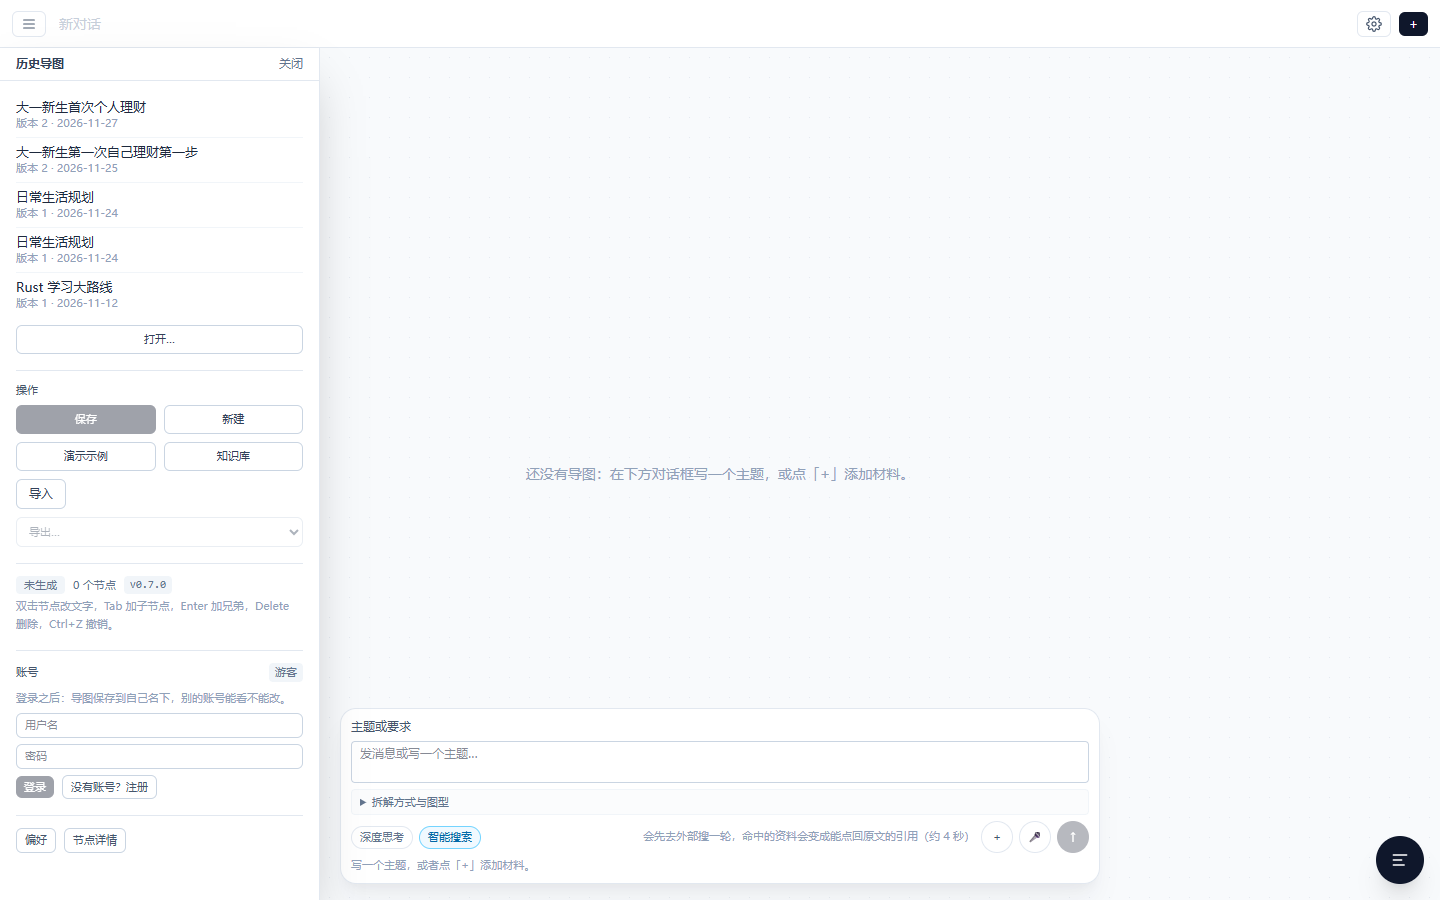 新对话
+
历史导图
关闭
大一新生首次个人理财
版本 2 · 2026-11-27
大一新生第一次自己理财第一步
版本 2 · 2026-11-25
日常生活规划
版本 1 · 2026-11-24
日常生活规划
版本 1 · 2026-11-24
Rust 学习大路线
版本 1 · 2026-11-12
打开...
操作
保存
新建
演示示例
知识库
导入
导出...
未生成
0 个节点
v0.7.0
双击节点改文字，Tab 加子节点，Enter 加兄弟，Delete
删除，Ctrl+Z 撤销。
账号
游客
登录之后：导图保存到自己名下，别的账号能看不能改。
用户名
密码
登录
没有账号？注册
偏好
节点详情
还没有导图：在下方对话框写一个主题，或点「+」添加材料。
主题或要求
发消息或写一个主题...
▶ 拆解方式与图型
深度思考
智能搜索
会先去外部搜一轮，命中的资料会变成能点回原文的引用（约 4 秒）
+
↑
写一个主题，或者点「+」添加材料。